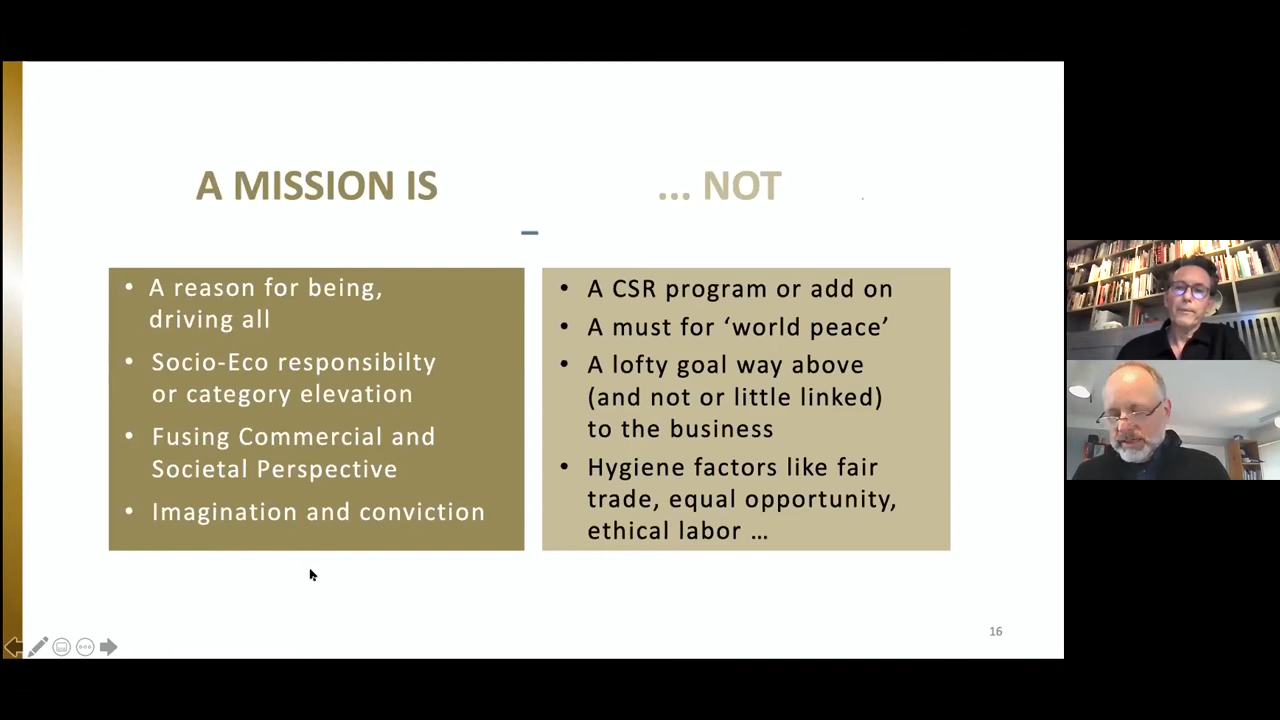 A MISSION IS
... NOT
• A reason for being,
driving all
• Socio-Eco responsibilty
or category elevation
• Fusing Commercial and
Societal Perspective
• Imagination and conviction
• A CSR program or add on
• A must for ‘world peace’
• A lofty goal way above
(and not or little linked)
to the business
• Hygiene factors like fair
trade, equal opportunity,
ethical labor ...
16